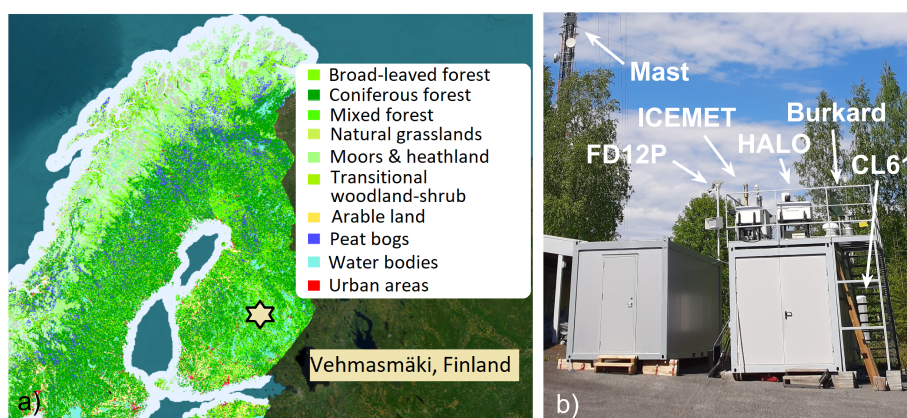 Broad-leaved forest
Coniferous forest
Mixed forest
Natural grasslands
Moors & heathland
Transitional
woodland-shrub
Arable land
Peat bogs
Water bodies
Urban areas
Vehmasmäki, Finland
a)
Mast
ICEMET
Burkard
HALO
FD12P
CL61
b)